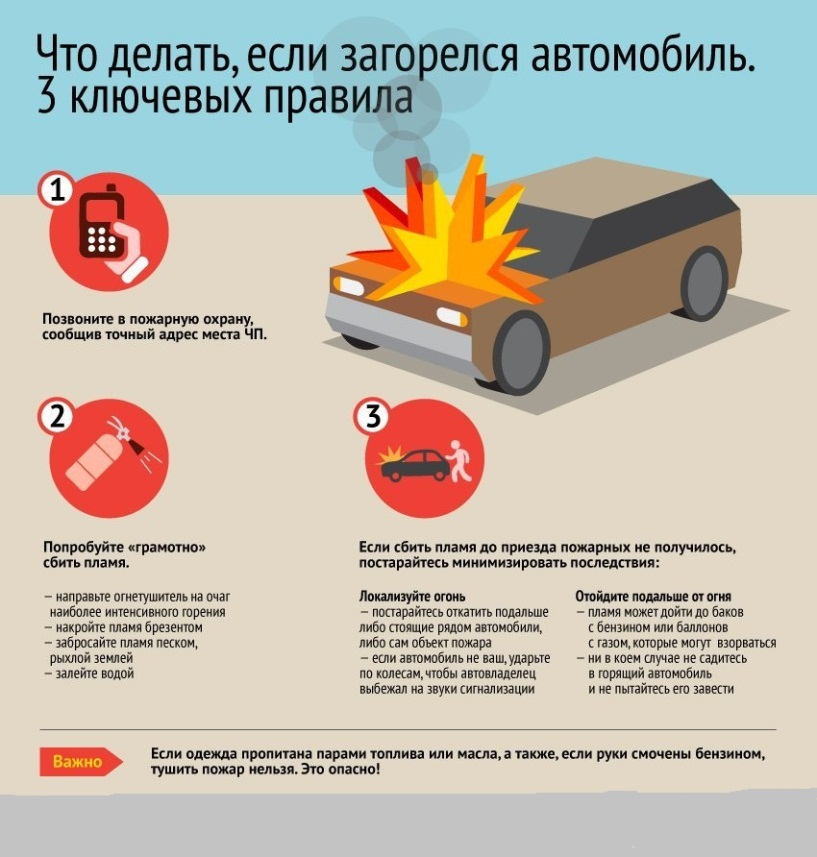 Что делать, если загорелся автомобиль.
3 ключевых правила
1
Позвоните в пожарную охрану,
сообщив точный адрес места ЧП.
2
Попробуйте «грамотно»
сбить пламя.
— направьте огнетушитель на очаг
наиболее интенсивного горения
— накройте пламя брезентом
— забросайте пламя песком,
рыхлой землей
— залейте водой
3
Если сбить пламя до приезда пожарных не получилось,
постарайтесь минимизировать последствия:
Локализуйте огонь
— постарайтесь откатить подальше
либо стоящие рядом автомобили,
либо сам объект пожара
— если автомобиль не ваш, ударьте
по колесам, чтобы автовладелец
выбежал на звуки сигнализации
Отойдите подальше от огня
— пламя может дойти до баков
с бензином или баллонов
с газом, которые могут взорваться
— ни в коем случае не садитесь
в горящий автомобиль
и не пытайтесь его завести
Важно
Если одежда пропитана парами топлива или масла, а также, если руки смочены бензином,
тушить пожар нельзя. Это опасно!